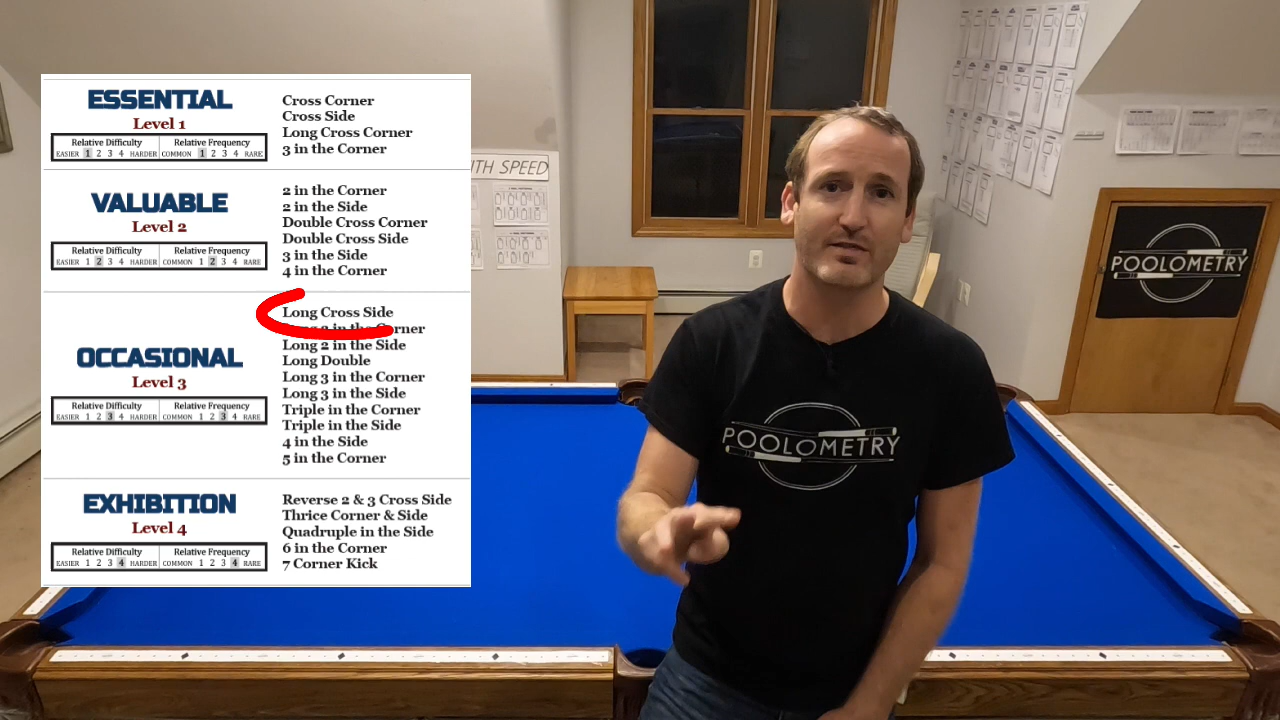 ESSENTIAL
Level 1
Relative Difficulty Relative Frequency
EASIER 1 2 3 4 HARDER COMMON 1 2 3 4 RARE
Cross Corner
Cross Side
Long Cross Corner
3 in the Corner
VALUABLE
Level 2
Relative Difficulty Relative Frequency
EASIER 1 2 3 4 HARDER COMMON 1 2 3 4 RARE
2 in the Corner
2 in the Side
Double Cross Corner
Double Cross Side
3 in the Side
4 in the Corner
OCCASIONAL
Level 3
Relative Difficulty Relative Frequency
EASIER 1 2 3 4 HARDER COMMON 1 2 3 4 RARE
Long Cross Side
Long 2 in the Corner
Long 2 in the Side
Long Double
Long 3 in the Corner
Long 3 in the Side
Triple in the Corner
Triple in the Side
4 in the Side
5 in the Corner
EXHIBITION
Level 4
Relative Difficulty Relative Frequency
EASIER 1 2 3 4 HARDER COMMON 1 2 3 4 RARE
Reverse 2 & 3 Cross Side
Thrice Corner & Side
Quadruple in the Side
6 in the Corner
7 Corner Kick
ITH SPEED
POOLOMETRY
POOLOMETRY